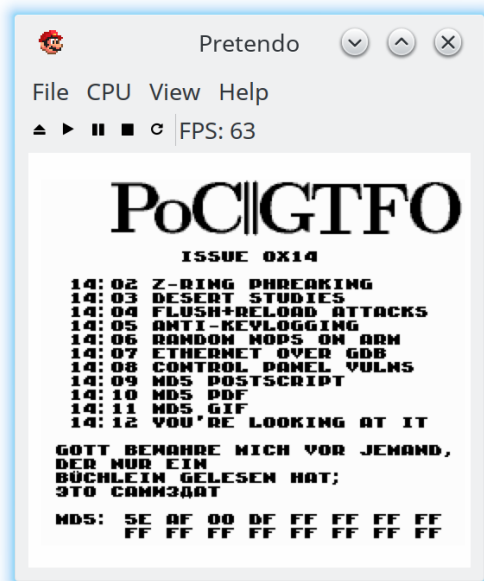 Pretendo
File CPU View Help
FPS: 63
PoC||GTFO
ISSUE 0X14
14:02 Z-RING PHREAKING
14:03 DESERT STUDIES
14:04 FLUSH+RELOAD ATTACKS
14:05 ANTI-KEYLOGGING
14:06 RANDOM NOPS ON ARM
14:07 ETHERNET OVER GDB
14:08 CONTROL PANEL VULNS
14:09 MD5 POSTSCRIPT
14:10 MD5 PDF
14:11 MD5 GIF
14:12 YOU'RE LOOKING AT IT
GOTT BEWAHRE MICH VOR JEMAND,
DER NUR EIN
BÜCHLEIN GELESEN HAT;
ЭТО САМИЗДАТ
MD5: 5E AF 00 DF FF FF FF FF
FF FF FF FF FF FF FF FF